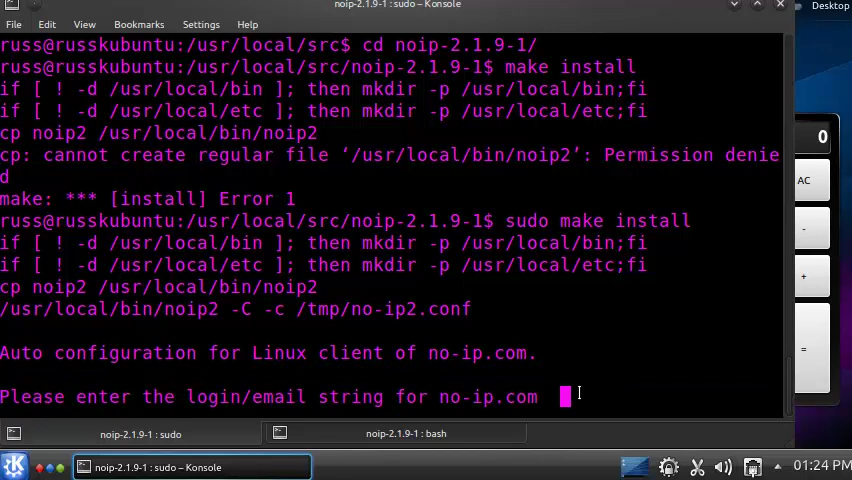 noip-2.1.9-1 : sudo – Konsole
Desktop
File Edit View Bookmarks Settings Help
russ@russkubuntu:/usr/local/src$ cd noip-2.1.9-1/
russ@russkubuntu:/usr/local/src/noip-2.1.9-1$ make install
if [ ! -d /usr/local/bin ]; then mkdir -p /usr/local/bin;fi
if [ ! -d /usr/local/etc ]; then mkdir -p /usr/local/etc;fi
cp noip2 /usr/local/bin/noip2
cp: cannot create regular file ‘/usr/local/bin/noip2’: Permission denie
d
make: *** [install] Error 1
russ@russkubuntu:/usr/local/src/noip-2.1.9-1$ sudo make install
if [ ! -d /usr/local/bin ]; then mkdir -p /usr/local/bin;fi
if [ ! -d /usr/local/etc ]; then mkdir -p /usr/local/etc;fi
cp noip2 /usr/local/bin/noip2
/usr/local/bin/noip2 -C -c /tmp/no-ip2.conf
Auto configuration for Linux client of no-ip.com.
Please enter the login/email string for no-ip.com
0
AC
-
+
=
noip-2.1.9-1 : sudo
noip-2.1.9-1 : bash
noip-2.1.9-1 : sudo – Konsole
01:24 PM